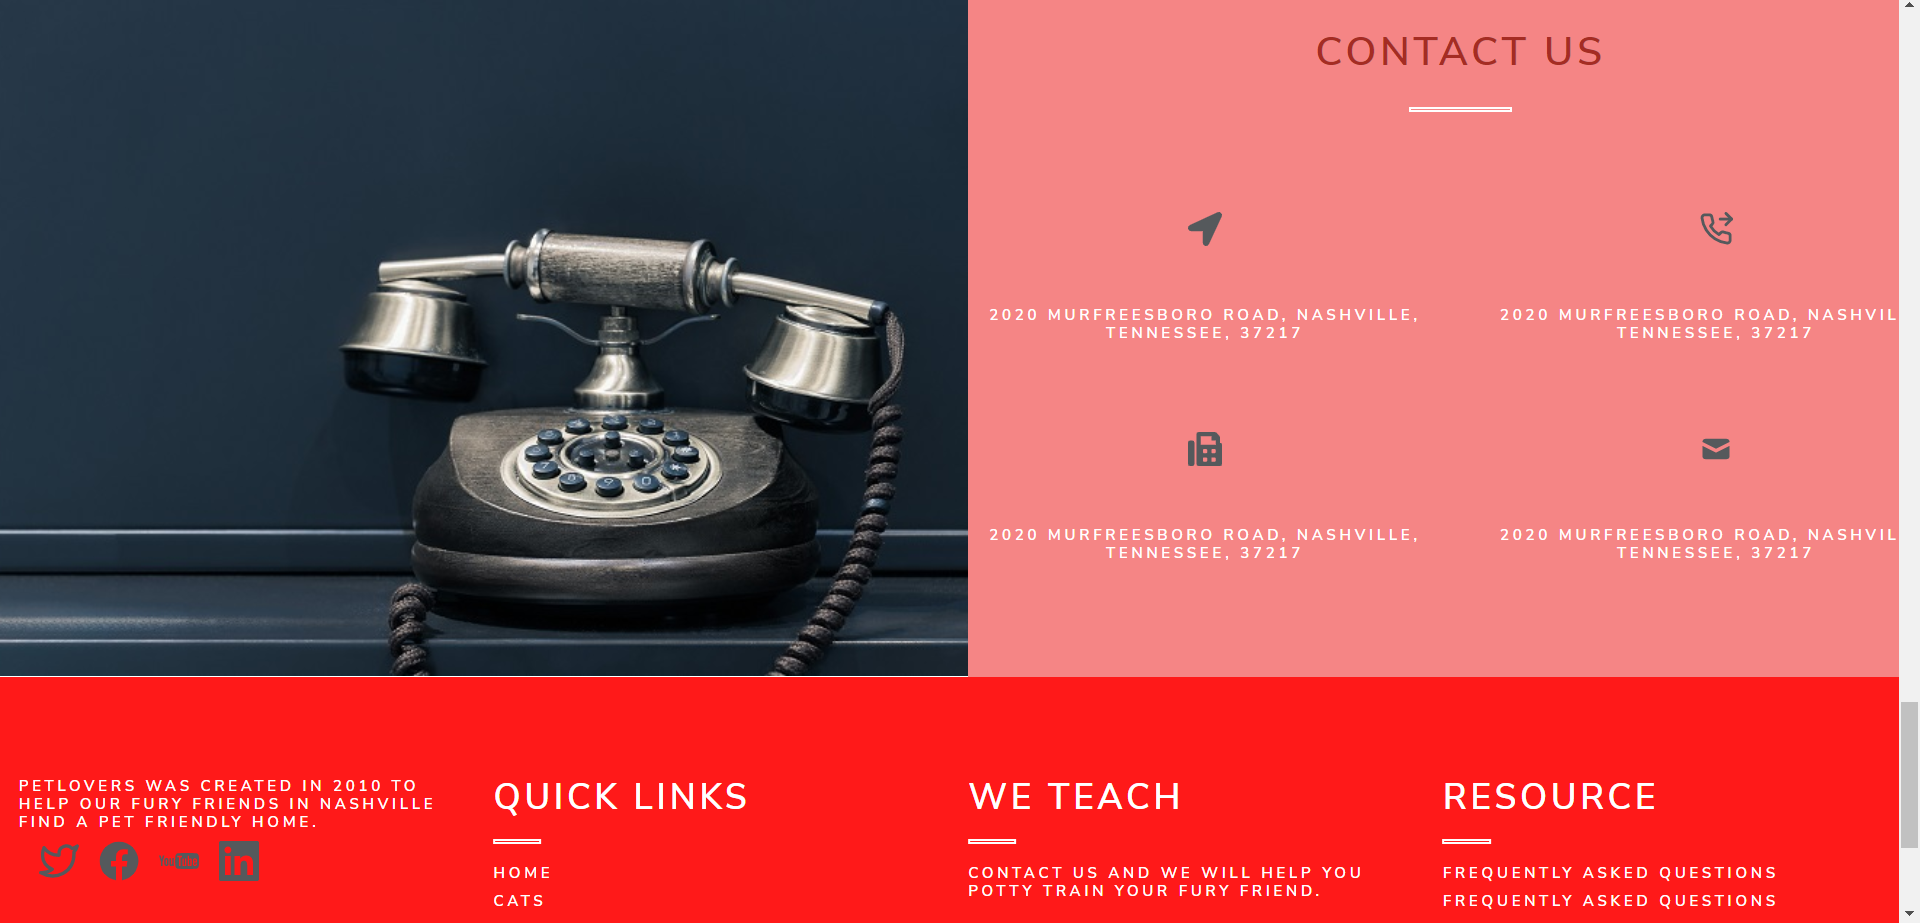 CONTACT US
2020 MURFREESBORO ROAD, NASHVILLE,
TENNESSEE, 37217
2020 MURFREESBORO ROAD, NASHVIL
TENNESSEE, 37217
2020 MURFREESBORO ROAD, NASHVILLE,
TENNESSEE, 37217
2020 MURFREESBORO ROAD, NASHVIL
TENNESSEE, 37217
PETLOVERS WAS CREATED IN 2010 TO
HELP OUR FURY FRIENDS IN NASHVILLE
FIND A PET FRIENDLY HOME.
You Tube
in
QUICK LINKS
HOME
CATS
WE TEACH
CONTACT US AND WE WILL HELP YOU
POTTY TRAIN YOUR FURY FRIEND.
RESOURCE
FREQUENTLY ASKED QUESTIONS
FREQUENTLY ASKED QUESTIONS